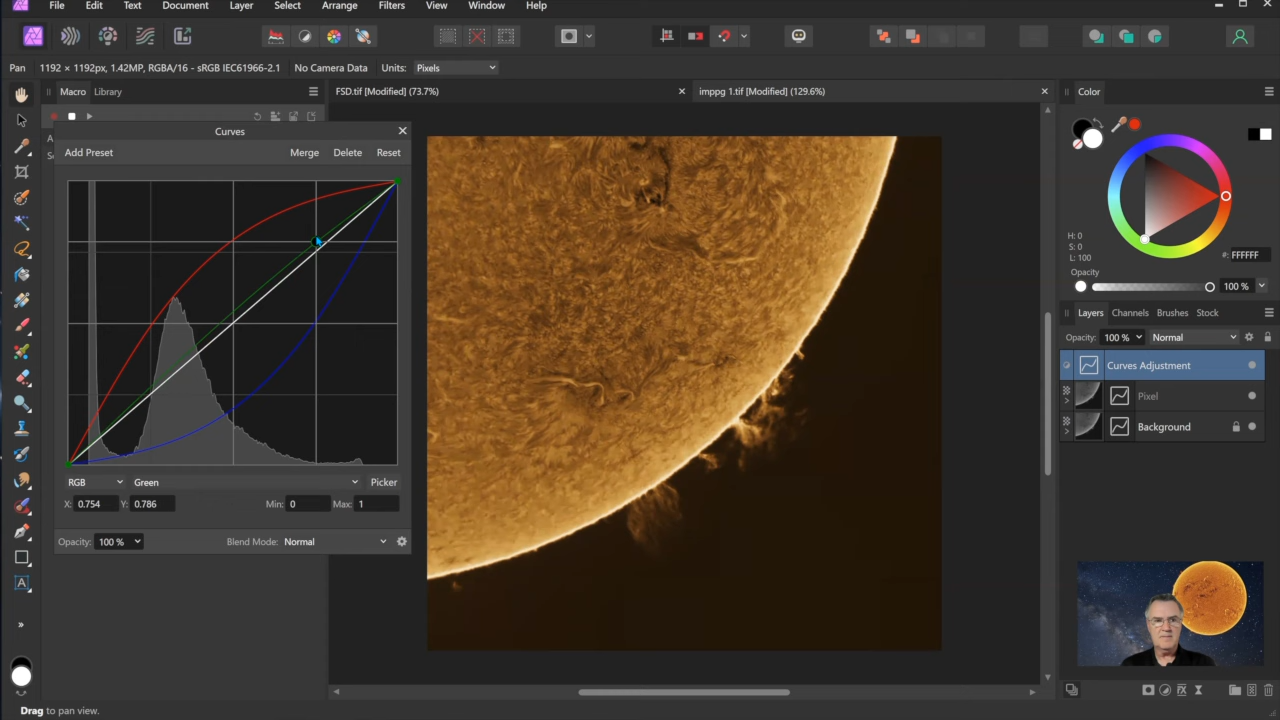 File Edit Text Document Layer Select Arrange Filters View Window Help
Pan 1192 × 1192px, 1.42MP, RGBA/16 - sRGB IEC61966-2.1 No Camera Data Units: Pixels
Macro Library
FSD.tif [Modified] (73.7%)
imppg 1.tif [Modified] (129.6%)
Color
Curves
Add Preset Merge Delete Reset
RGB Green Picker
X: 0.754 Y: 0.786 Min: 0 Max: 1
Opacity: 100 % Blend Mode: Normal
H: 0
S: 0
L: 100
#: FFFFFF
Opacity
100 %
Layers Channels Brushes Stock
Opacity: 100 % Normal
Curves Adjustment
Pixel
Background
A
Drag to pan view.